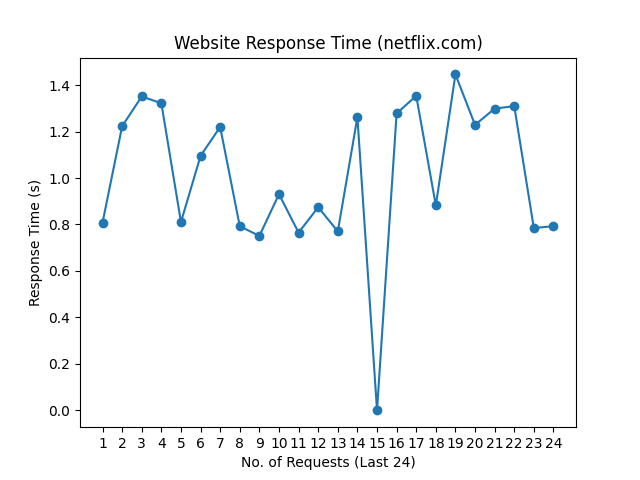 Website Response Time (netflix.com)
1.4
1.2
1.0
0.8
0.6
0.4
0.2
0.0
Response Time (s)
1 2 3 4 5 6 7 8 9 10 11 12 13 14 15 16 17 18 19 20 21 22 23 24
No. of Requests (Last 24)